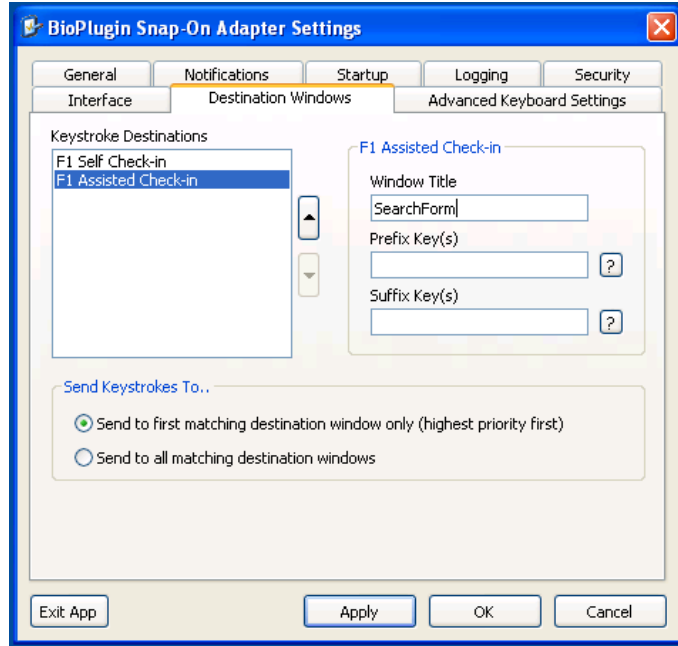 BioPlugin Snap-On Adapter Settings
General Notifications Startup Logging Security
Interface Destination Windows Advanced Keyboard Settings
Keystroke Destinations
F1 Self Check-in
F1 Assisted Check-in
F1 Assisted Check-in
Window Title
SearchForm
Prefix Key(s)
?
Suffix Key(s)
?
Send Keystrokes To..
Send to first matching destination window only (highest priority first)
Send to all matching destination windows
Exit App Apply OK Cancel